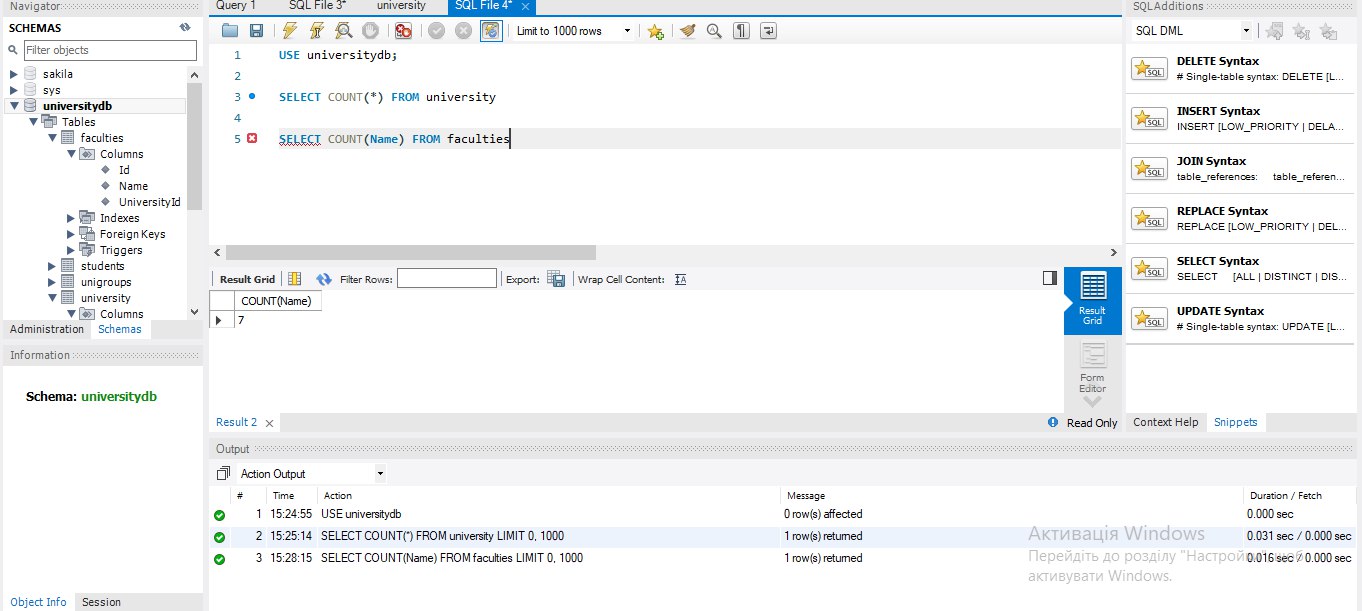 Navigator
SCHEMAS
Filter objects
sakila
sys
universitydb
Tables
faculties
Columns
Id
Name
UniversityId
Indexes
Foreign Keys
Triggers
students
unigroups
university
Columns
Administration Schemas
Information
Schema: universitydb
Object Info Session
Query 1 SQL File 3* university SQL File 4*
Limit to 1000 rows
1 USE universitydb;
2
3 SELECT COUNT(*) FROM university
4
5 SELECT COUNT(Name) FROM faculties
Result Grid Filter Rows: Export: Wrap Cell Content:
COUNT(Name)
7
Result Grid
Form Editor
Result 2 Read Only
Output
Action Output
# Time Action Message Duration / Fetch
1 15:24:55 USE universitydb 0 row(s) affected 0.000 sec
2 15:25:14 SELECT COUNT(*) FROM university LIMIT 0, 1000 1 row(s) returned 0.031 sec / 0.000 sec
3 15:28:15 SELECT COUNT(Name) FROM faculties LIMIT 0, 1000 1 row(s) returned 0.016 sec / 0.000 sec
SQLAdditions
SQL DML
DELETE Syntax
# Single-table syntax: DELETE [L...
INSERT Syntax
INSERT [LOW_PRIORITY | DELA...
JOIN Syntax
table_references: table_referen...
REPLACE Syntax
REPLACE [LOW_PRIORITY | DEL...
SELECT Syntax
SELECT [ALL | DISTINCT | DIS...
UPDATE Syntax
# Single-table syntax: UPDATE [L...
Context Help Snippets
Активація Windows
Перейдіть до розділу "Настройки", щоб
активувати Windows.